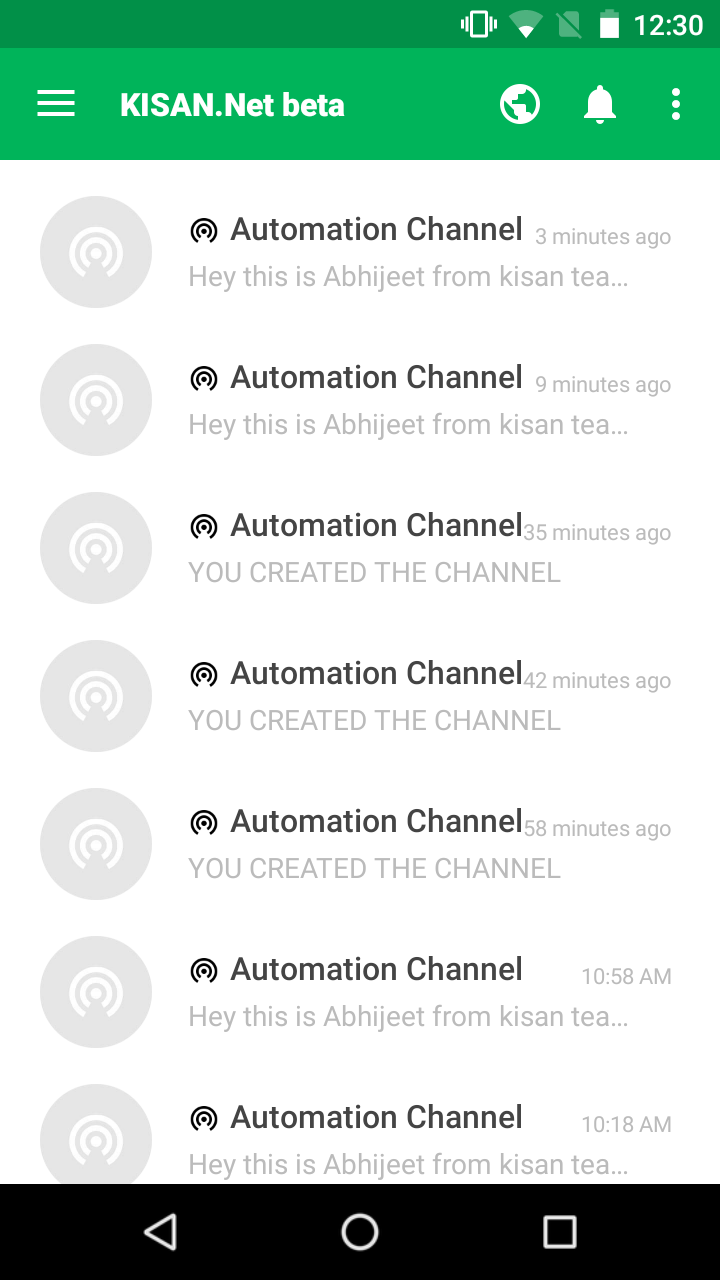 12:30
KISAN.Net beta
Automation Channel 3 minutes ago
Hey this is Abhijeet from kisan tea...
Automation Channel 9 minutes ago
Hey this is Abhijeet from kisan tea...
Automation Channel 35 minutes ago
YOU CREATED THE CHANNEL
Automation Channel 42 minutes ago
YOU CREATED THE CHANNEL
Automation Channel 58 minutes ago
YOU CREATED THE CHANNEL
Automation Channel 10:58 AM
Hey this is Abhijeet from kisan tea...
Automation Channel 10:18 AM
Hey this is Abhijeet from kisan tea...